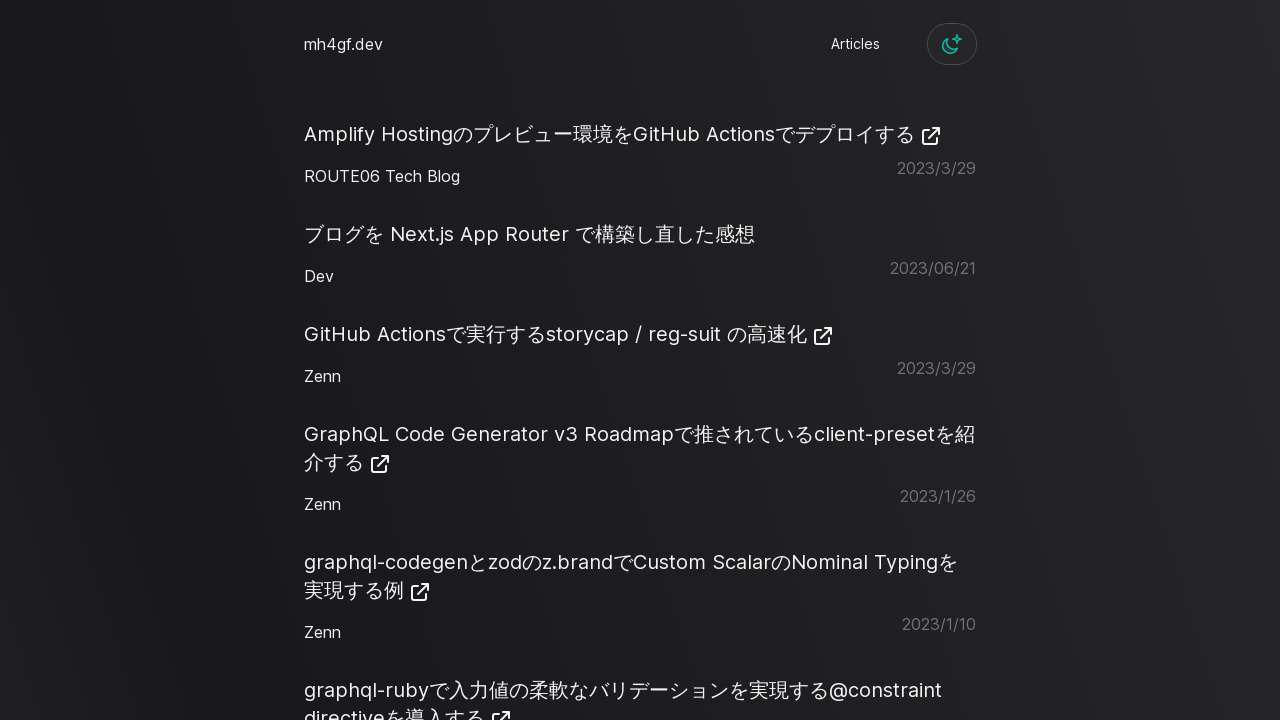 mh4gf.dev
Articles
Amplify Hostingのプレビュー環境をGitHub Actionsでデプロイする
ROUTE06 Tech Blog
2023/3/29
ブログを Next.js App Router で構築し直した感想
Dev
2023/06/21
GitHub Actionsで実行するstorycap / reg-suit の高速化
Zenn
2023/3/29
GraphQL Code Generator v3 Roadmapで推されているclient-presetを紹
介する
Zenn
2023/1/26
graphql-codegenとzodのz.brandでCustom ScalarのNominal Typingを
実現する例
Zenn
2023/1/10
graphql-rubyで入力値の柔軟なバリデーションを実現する@constraint
directiveを導入する